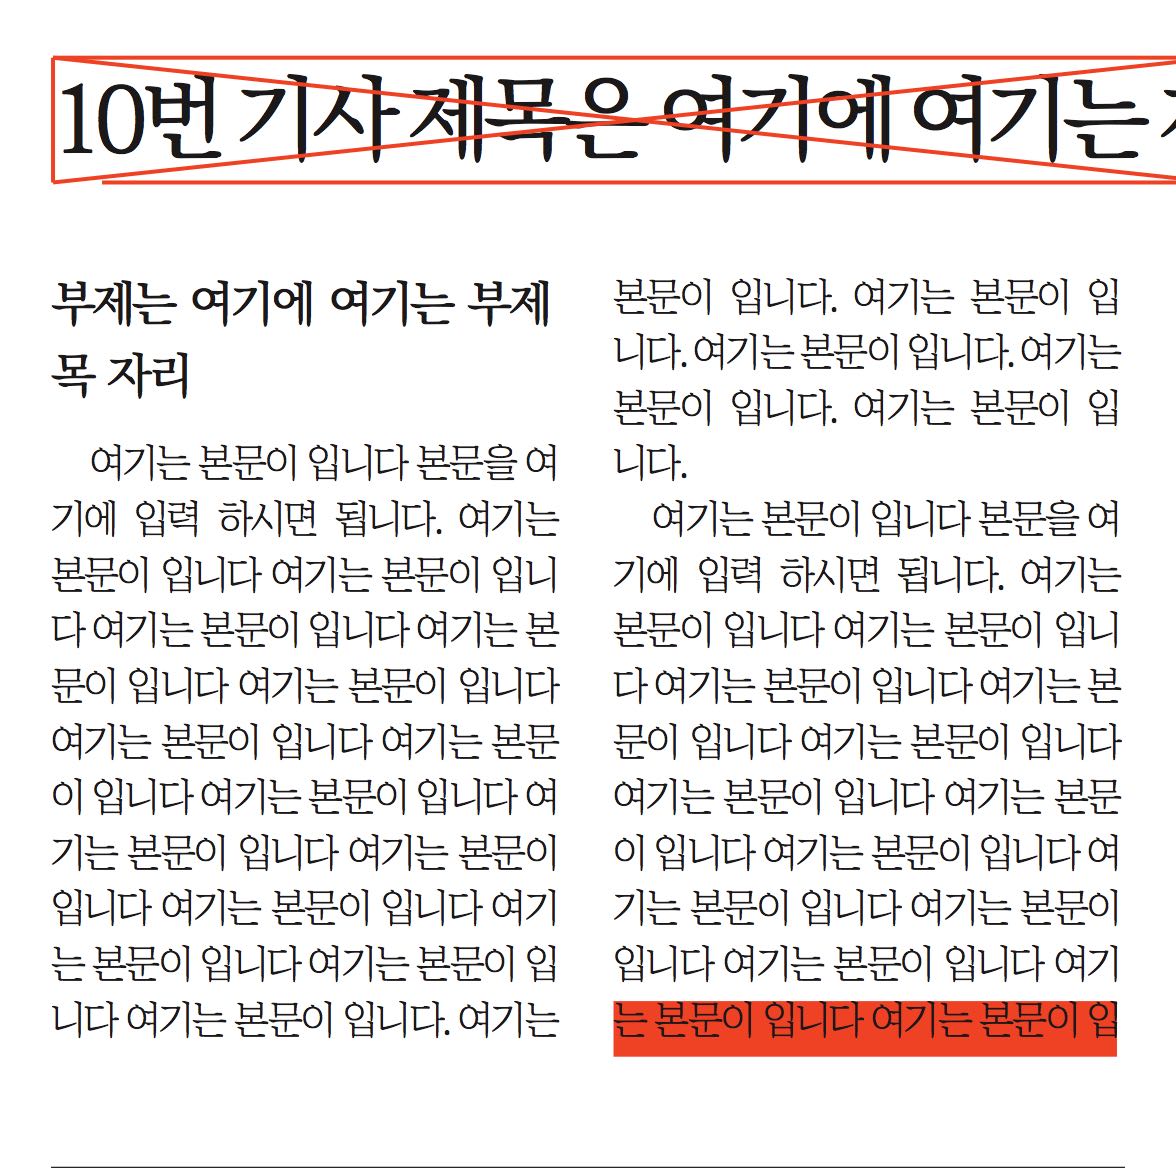 10번 기사 제목은 여기에 여기는
부제는 여기에 여기는 부제
목 자리
여기는 본문이 입니다 본문을 여
기에 입력 하시면 됩니다. 여기는
본문이 입니다 여기는 본문이 입니
다 여기는 본문이 입니다 여기는 본
문이 입니다 여기는 본문이 입니다
여기는 본문이 입니다 여기는 본문
이 입니다 여기는 본문이 입니다 여
기는 본문이 입니다 여기는 본문이
입니다 여기는 본문이 입니다 여기
는 본문이 입니다 여기는 본문이 입
니다 여기는 본문이 입니다. 여기는
본문이 입니다. 여기는 본문이 입
니다. 여기는 본문이 입니다. 여기는
본문이 입니다. 여기는 본문이 입
니다.
여기는 본문이 입니다 본문을 여
기에 입력 하시면 됩니다. 여기는
본문이 입니다 여기는 본문이 입니
다 여기는 본문이 입니다 여기는 본
문이 입니다 여기는 본문이 입니다
여기는 본문이 입니다 여기는 본문
이 입니다 여기는 본문이 입니다 여
기는 본문이 입니다 여기는 본문이
입니다 여기는 본문이 입니다 여기
는 본문이 입니다 여기는 본문이 입